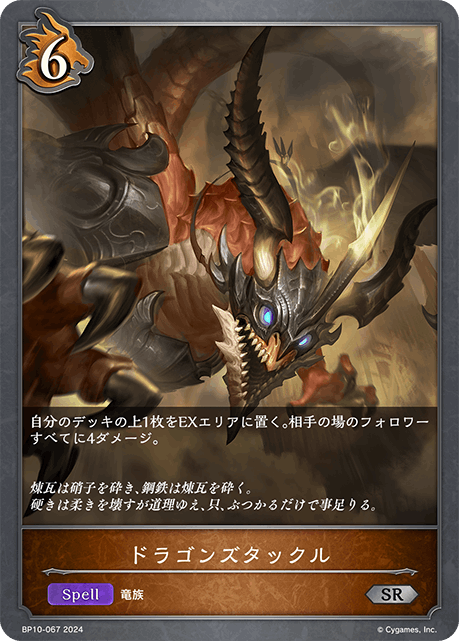 6
自分のデッキの上1枚をEXエリアに置く。相手の場のフォロワー
すべてに4ダメージ。
煉瓦は硝子を砕き、鋼鉄は煉瓦を砕く。
硬きは柔きを壊すが道理ゆえ、只、ぶつかるだけで事足りる。
ドラゴンズタックル
Spell 竜族
SR
BP10-067 2024 © Cygames, Inc.